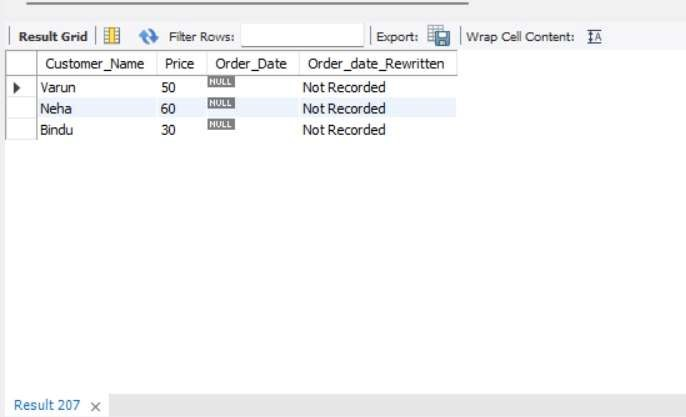 Result Grid Filter Rows: Export: Wrap Cell Content: IA
Customer_Name Price Order_Date Order_date_Rewritten
Varun 50 NULL Not Recorded
Neha 60 NULL Not Recorded
Bindu 30 NULL Not Recorded
Result 207 ×